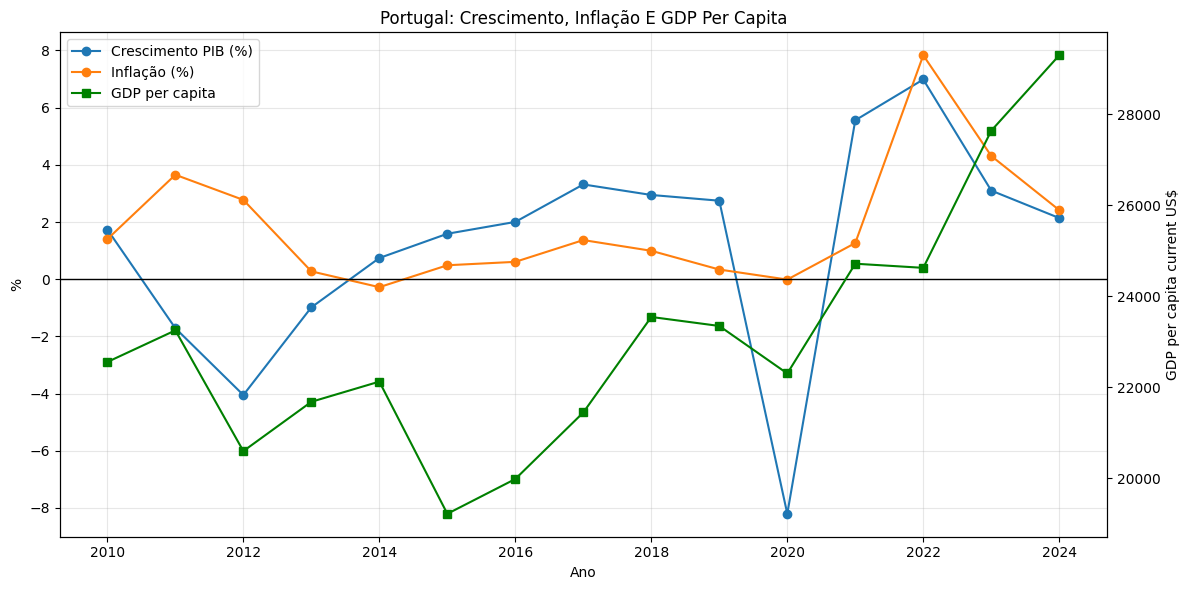 Portugal: Crescimento, Inflação E GDP Per Capita
Crescimento PIB (%)
Inflação (%)
GDP per capita
8
6
4
2
0
−2
−4
−6
−8
%
28000
26000
24000
22000
20000
GDP per capita current US$
2010 2012 2014 2016 2018 2020 2022 2024
Ano